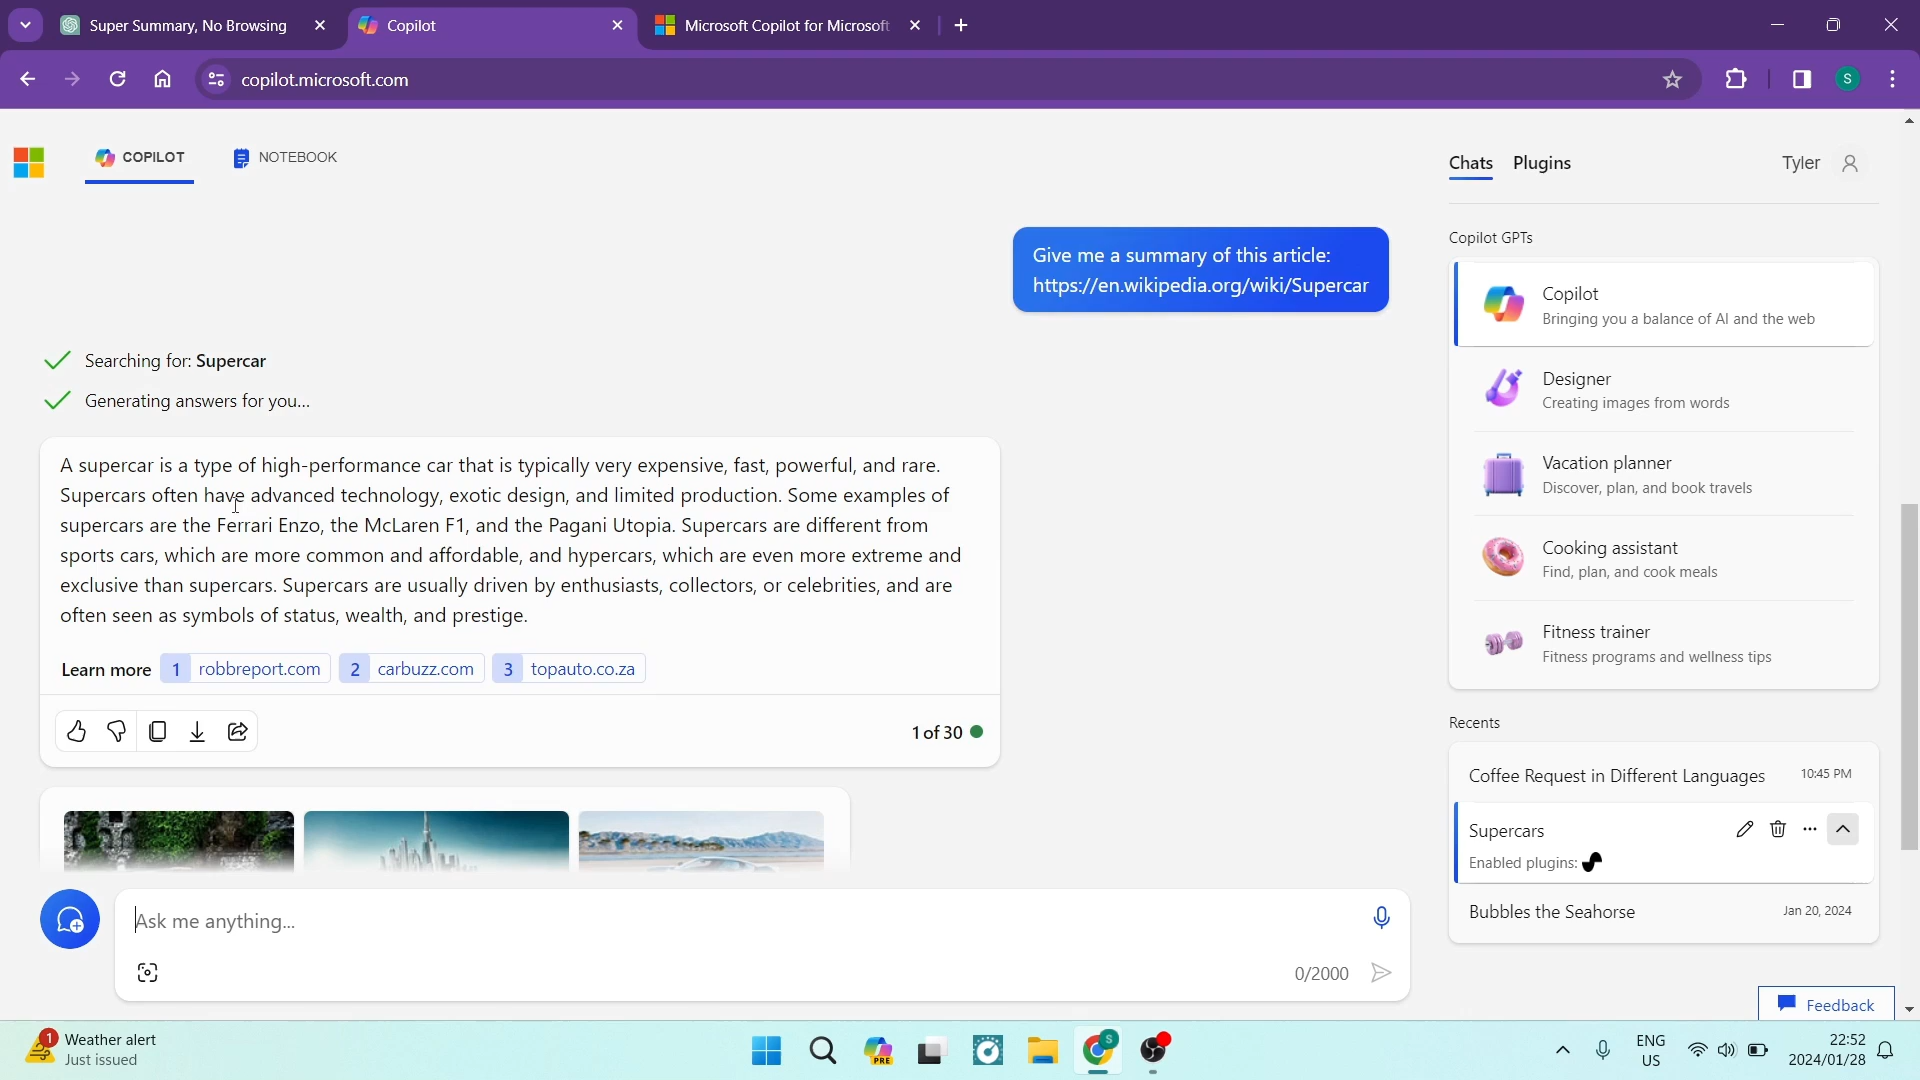 Super Summary, No Browsing
Copilot
Microsoft Copilot for Microsoft
copilot.microsoft.com
S
COPILOT
NOTEBOOK
Chats
Plugins
Tyler
Give me a summary of this article:
https://en.wikipedia.org/wiki/Supercar
Searching for: Supercar
Generating answers for you...
A supercar is a type of high-performance car that is typically very expensive, fast, powerful, and rare.
Supercars often have advanced technology, exotic design, and limited production. Some examples of
supercars are the Ferrari Enzo, the McLaren F1, and the Pagani Utopia. Supercars are different from
sports cars, which are more common and affordable, and hypercars, which are even more extreme and
exclusive than supercars. Supercars are usually driven by enthusiasts, collectors, or celebrities, and are
often seen as symbols of status, wealth, and prestige.
Learn more 1 robbreport.com 2 carbuzz.com 3 topauto.co.za
1 of 30
Ask me anything...
0/2000
Copilot GPTs
Copilot
Bringing you a balance of AI and the web
Designer
Creating images from words
Vacation planner
Discover, plan, and book travels
Cooking assistant
Find, plan, and cook meals
Fitness trainer
Fitness programs and wellness tips
Recents
Coffee Request in Different Languages 10:45 PM
Supercars
Enabled plugins:
Bubbles the Seahorse Jan 20, 2024
Feedback
1
Weather alert
Just issued
PRE
S
ENG
US
22:52
2024/01/28